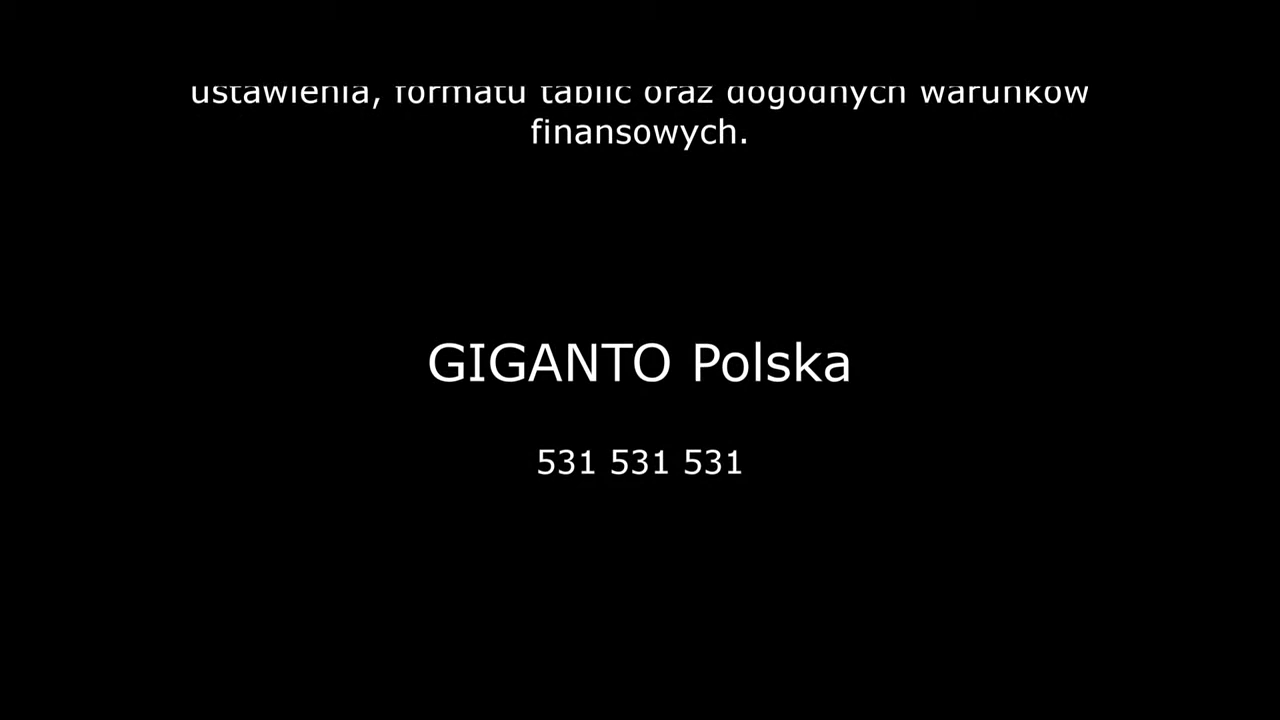 ustawienia, formatu tablic oraz dogodnych warunków
finansowych.
GIGANTO Polska
531 531 531